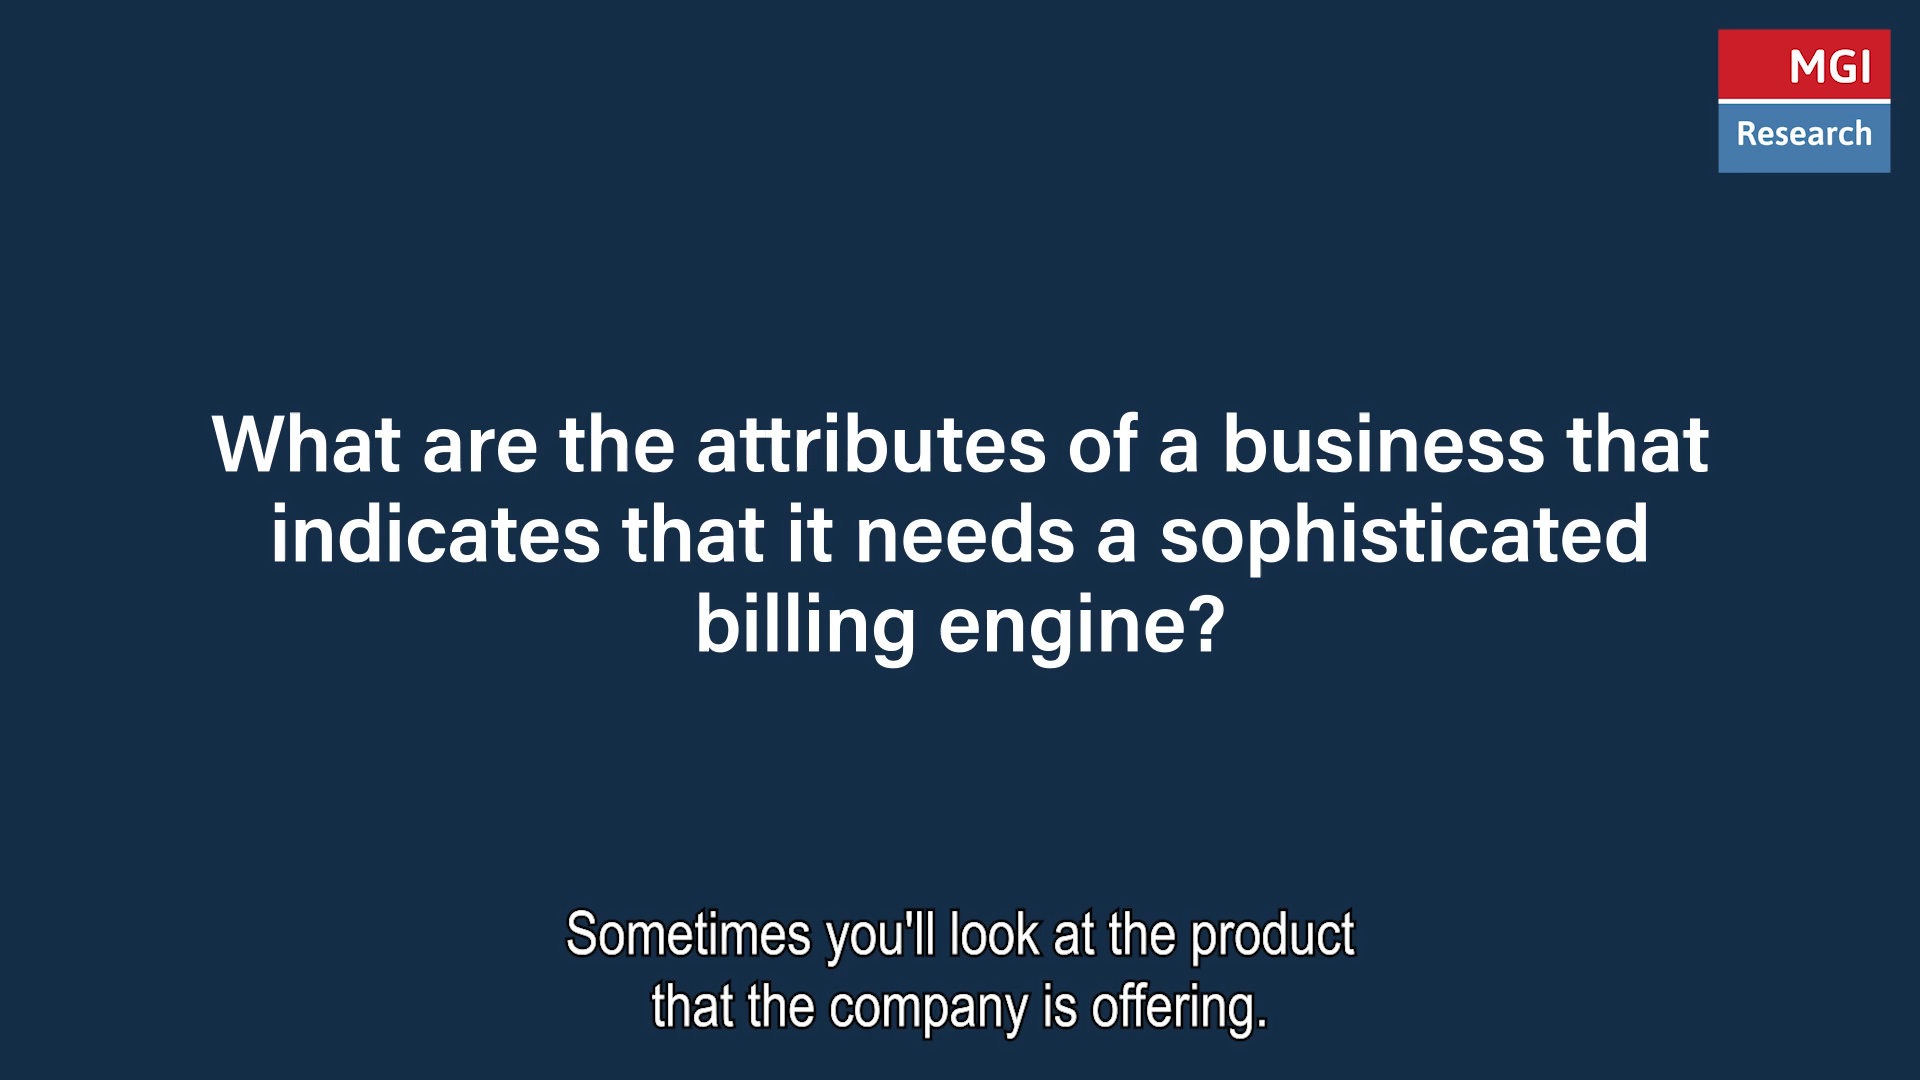 MGI
Research
What are the attributes of a business that
indicates that it needs a sophisticated
billing engine?
Sometimes you'll look at the product
that the company is offering.